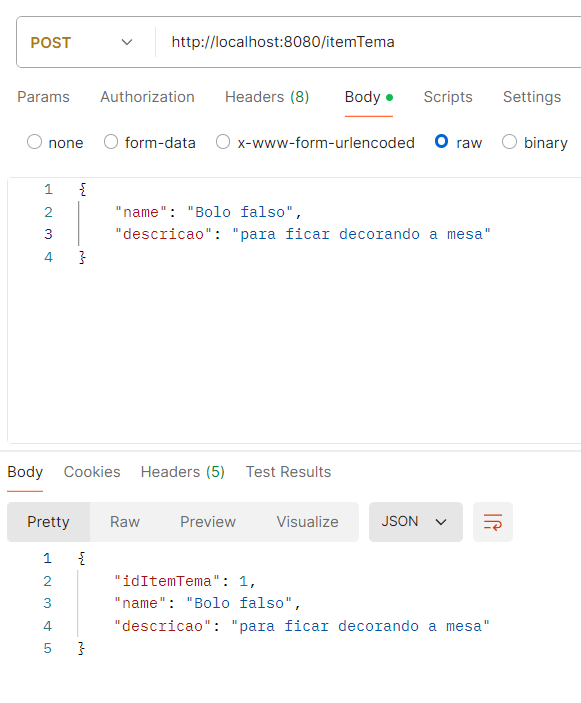 POST http://localhost:8080/itemTema
Params Authorization Headers (8) Body Scripts Settings
none form-data x-www-form-urlencoded raw binary
1 {
2 "name": "Bolo falso",
3 "descricao": "para ficar decorando a mesa"
4 }
Body Cookies Headers (5) Test Results
Pretty Raw Preview Visualize JSON
1 {
2 "idItemTema": 1,
3 "name": "Bolo falso",
4 "descricao": "para ficar decorando a mesa"
5 }